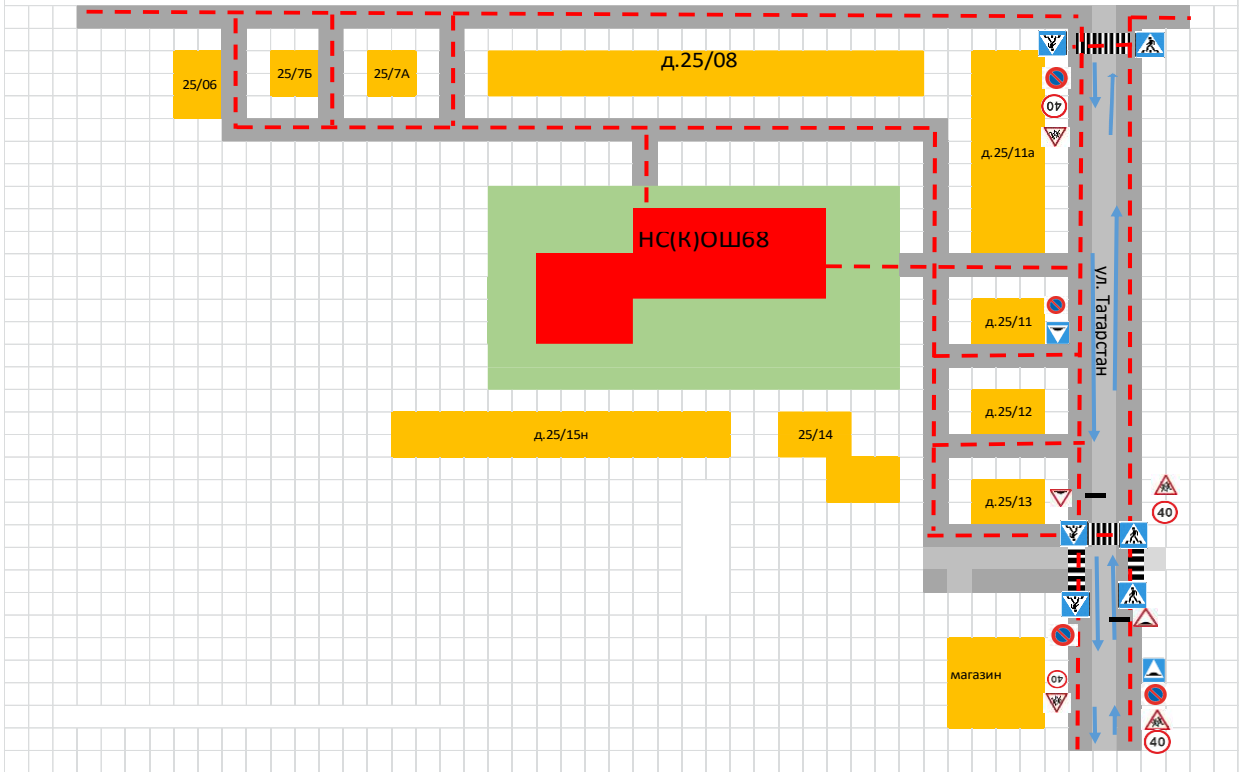 25/06
25/7Б
25/7А
д.25/08
40
д.25/11а
НС(К)ОШ68
ул. Татарстан
д.25/11
д.25/12
д.25/15н
25/14
д.25/13
40
магазин
40
40